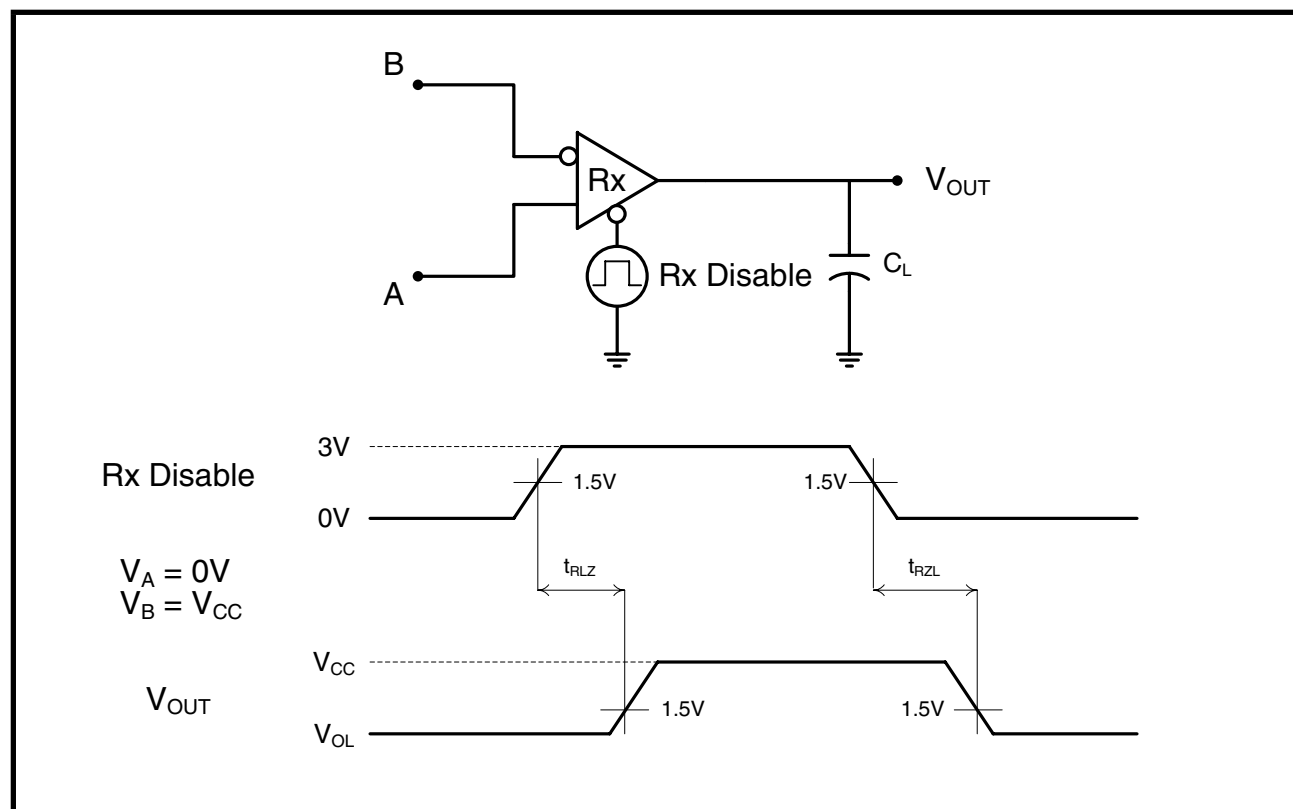 B
Rx
V_OUT
A
Rx Disable
C_L
3V
Rx Disable
1.5V
1.5V
0V
V_A = 0V
V_B = V_CC
t_RLZ
t_RZL
V_CC
V_OUT
1.5V
1.5V
V_OL